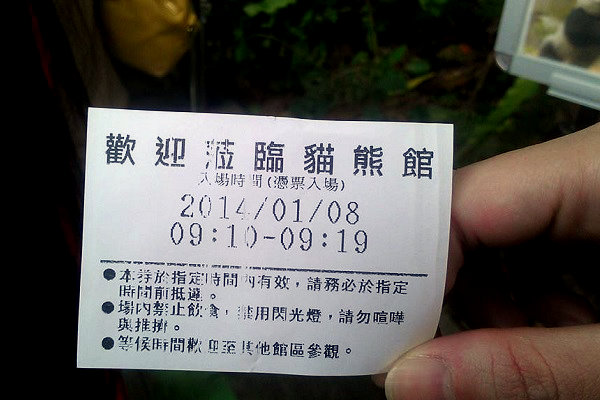 歡迎蒞臨貓熊館
入場時間(憑票入場)
2014/01/08
09:10-09:19
●本券於指定時間內有效，請務必於指定
時間前抵達。
●場內禁止飲食，禁用閃光燈，請勿喧嘩
與推擠。
●等候時間歡迎至其他館區參觀。